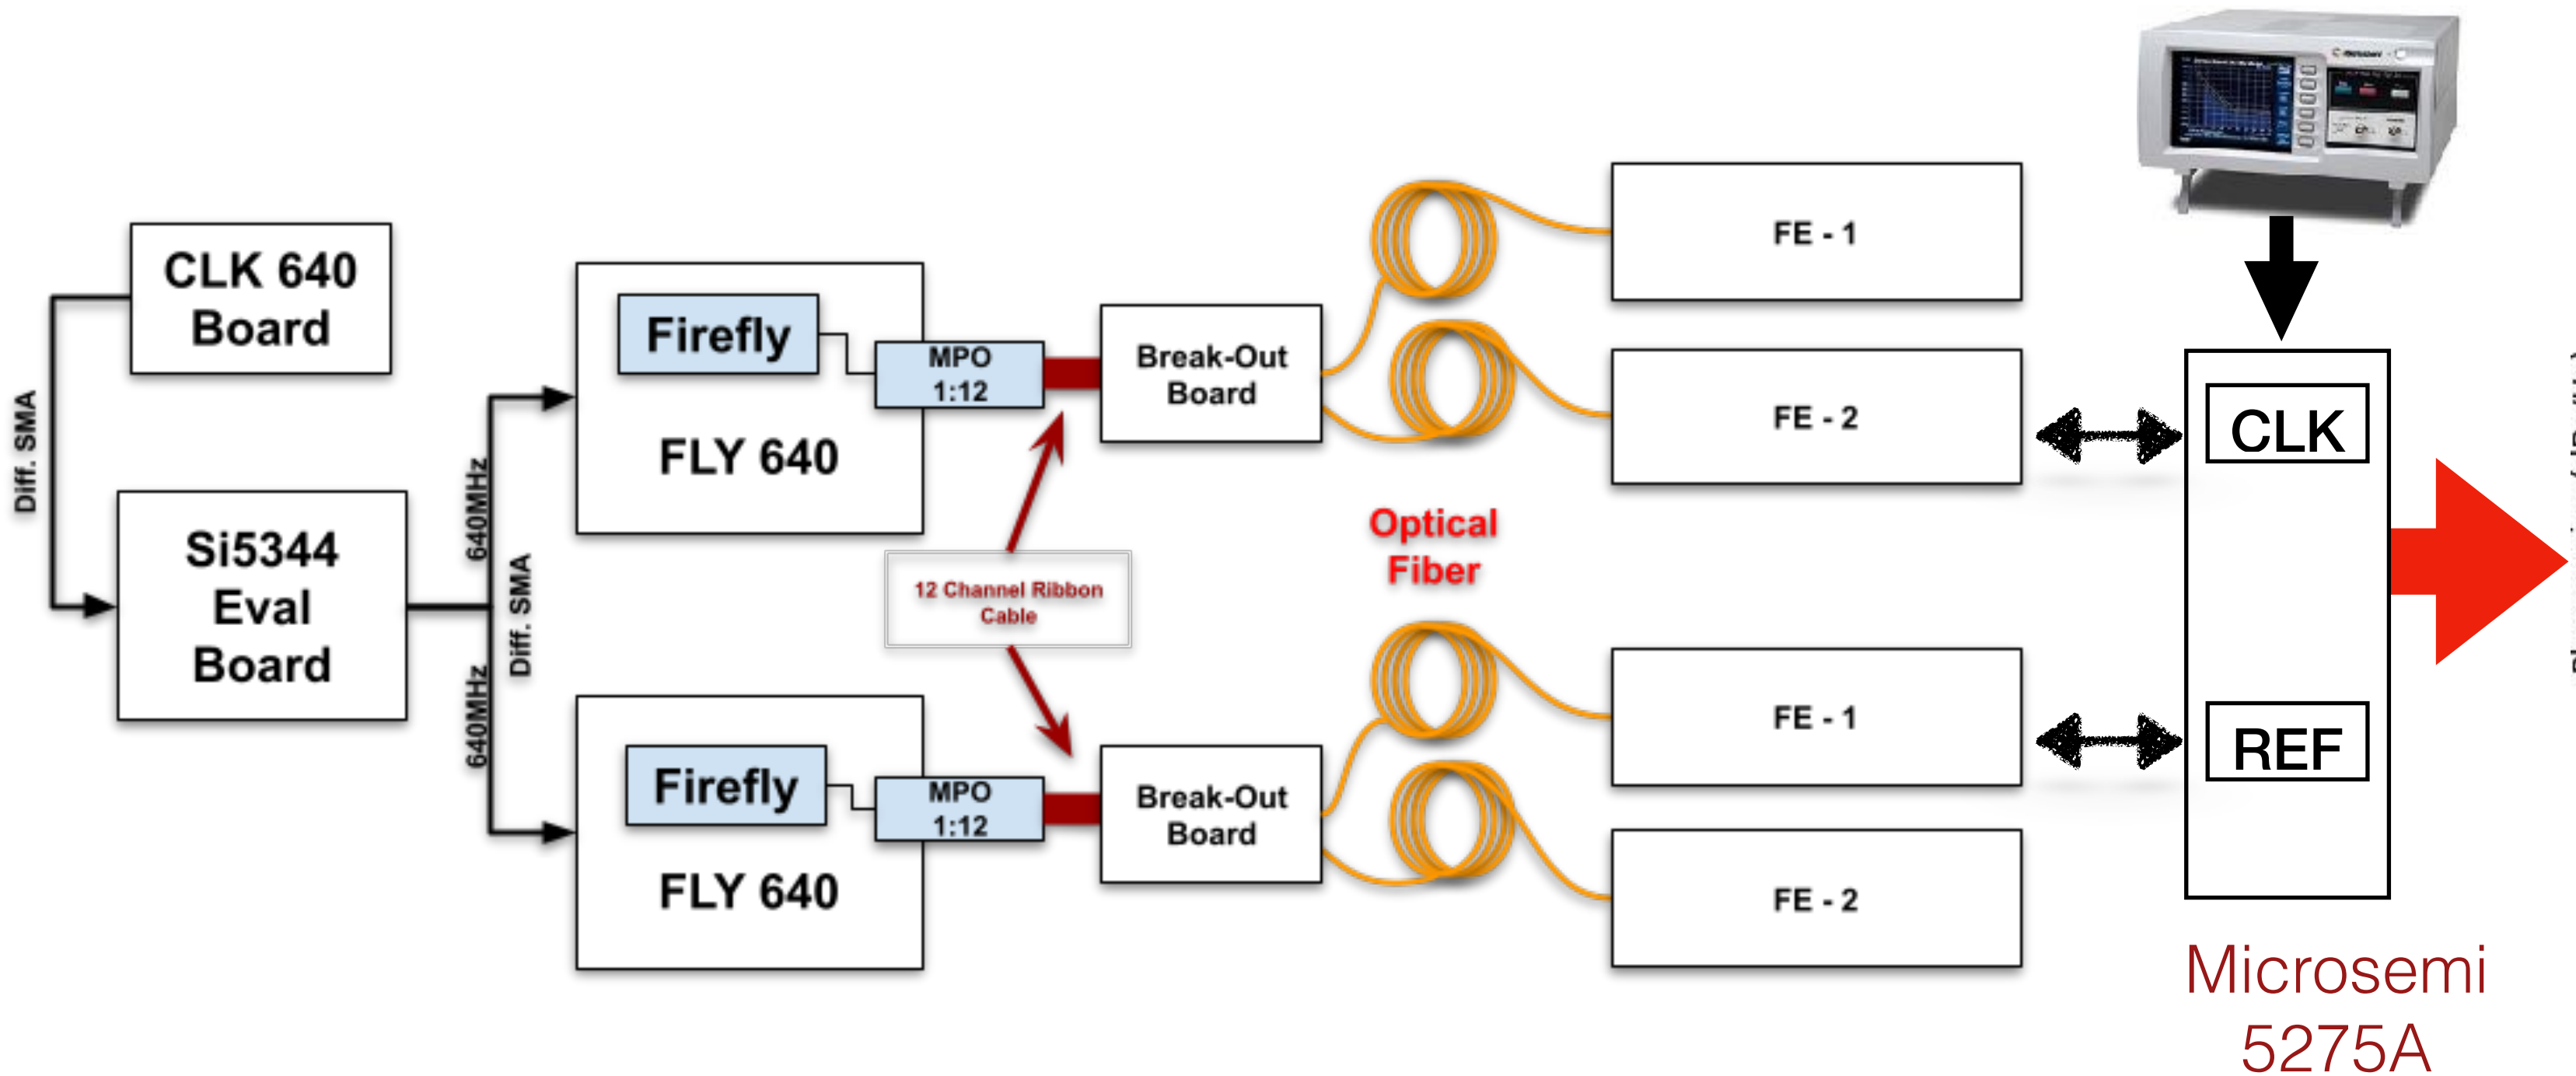 CLK 640
Board
Diff. SMA
Si5344
Eval
Board
640MHz
Diff. SMA
640MHz
Firefly
MPO
1:12
FLY 640
Break-Out
Board
12 Channel Ribbon
Cable
Firefly
MPO
1:12
FLY 640
Break-Out
Board
Optical
Fiber
FE - 1
FE - 2
FE - 1
FE - 2
CLK
REF
Microsemi
5275A